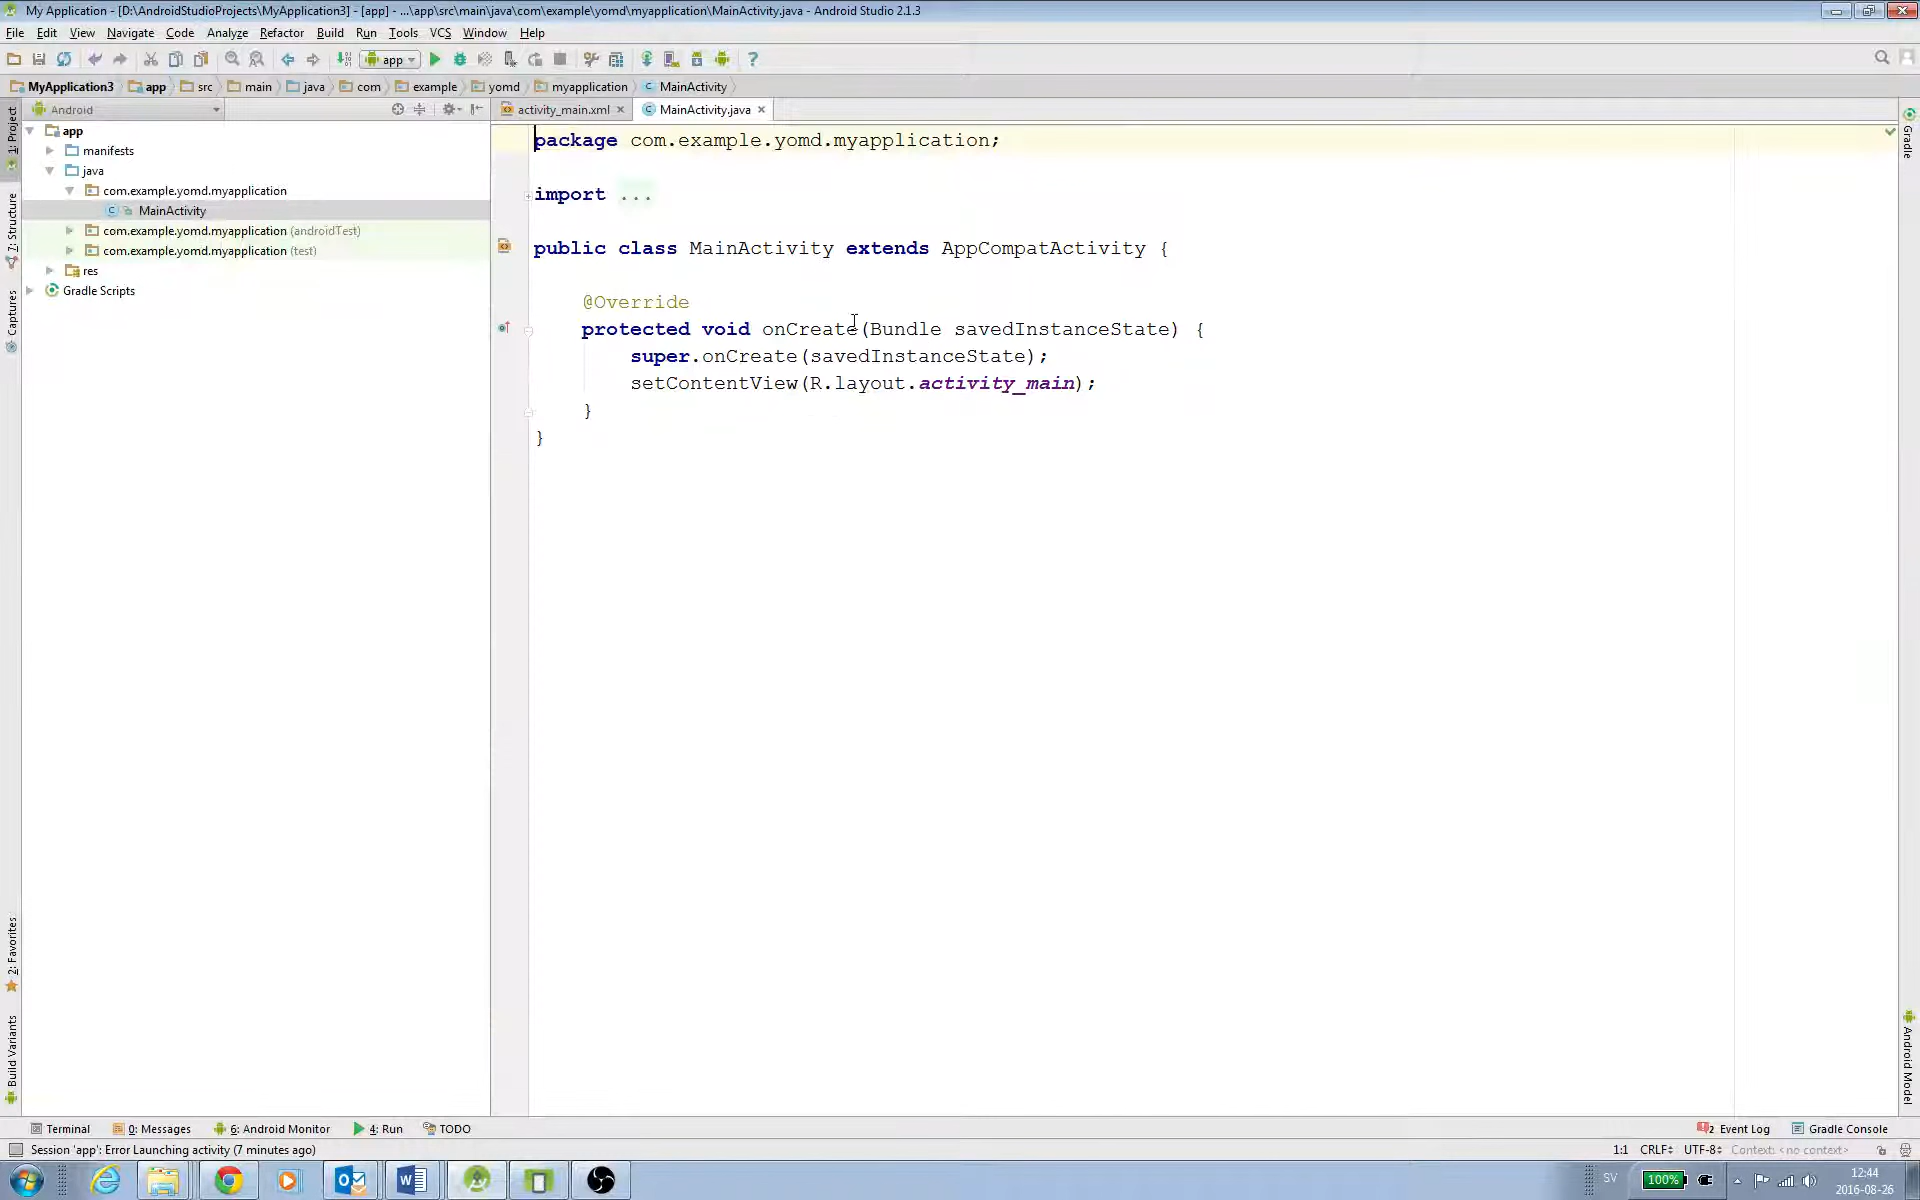 My Application - [D:\AndroidStudioProjects\MyApplication3] - [app] - ...\app\src\main\java\com\example\yomd\myapplication\MainActivity.java - Android Studio 2.1.3
File Edit View Navigate Code Analyze Refactor Build Run Tools VCS Window Help
app
MyApplication3 app src main java com example yomd myapplication MainActivity
Android
activity_main.xml MainActivity.java
app
manifests
java
com.example.yomd.myapplication
MainActivity
com.example.yomd.myapplication (androidTest)
com.example.yomd.myapplication (test)
res
Gradle Scripts
package com.example.yomd.myapplication;
import ...
public class MainActivity extends AppCompatActivity {
@Override
protected void onCreate(Bundle savedInstanceState) {
super.onCreate(savedInstanceState);
setContentView(R.layout.activity_main);
}
}
1: Project
7: Structure
Captures
2: Favorites
Build Variants
Gradle
Android Model
Terminal 0: Messages 6: Android Monitor 4: Run TODO
2 Event Log Gradle Console
Session 'app': Error Launching activity (7 minutes ago)
1:1 CRLF UTF-8 Context: <no context>
SV 100% 12:44
2016-08-26